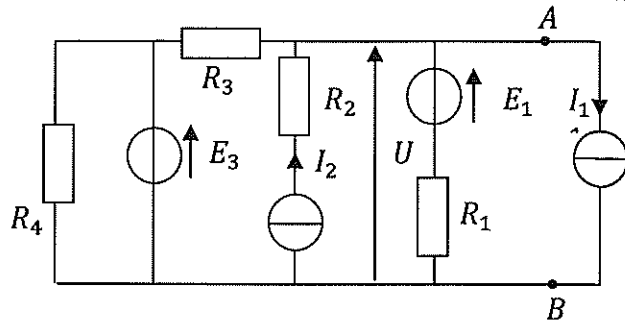 A
R₃
R₂
E₁
I₁
E₃
I₂
U
R₄
R₁
B